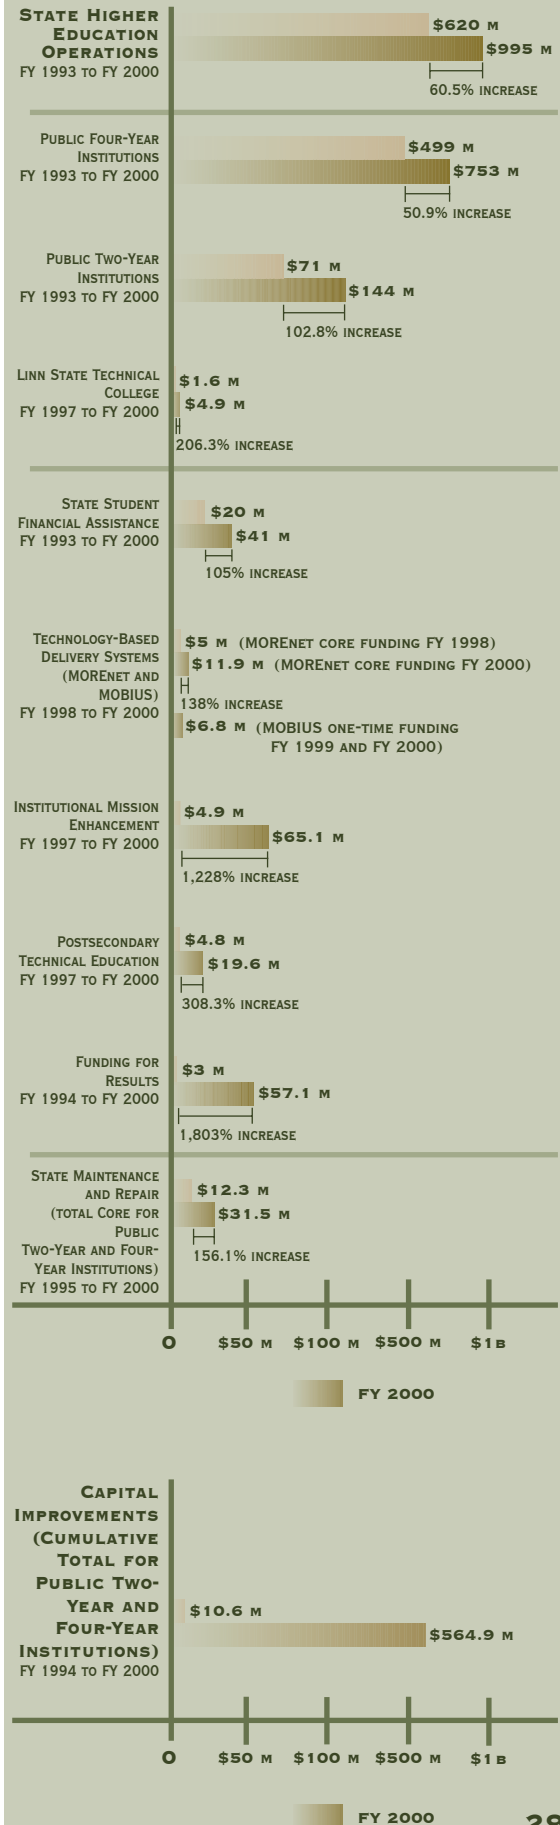 State Higher
Education
Operations
FY 1993 to FY 2000
$620 M
$995 M
60.5% increase
Public Four-Year
Institutions
FY 1993 to FY 2000
$499 M
$753 M
50.9% increase
Public Two-Year
Institutions
FY 1993 to FY 2000
$71 M
$144 M
102.8% increase
Linn State Technical
College
FY 1997 to FY 2000
$1.6 M
$4.9 M
206.3% increase
State Student
Financial Assistance
FY 1993 to FY 2000
$20 M
$41 M
105% increase
Technology-Based
Delivery Systems
(MOREnet and
MOBIUS)
FY 1998 to FY 2000
$5 M (MOREnet core funding FY 1998)
$11.9 M (MOREnet core funding FY 2000)
138% increase
$6.8 M (MOBIUS one-time funding
FY 1999 and FY 2000)
Institutional Mission
Enhancement
FY 1997 to FY 2000
$4.9 M
$65.1 M
1,228% increase
Postsecondary
Technical Education
FY 1997 to FY 2000
$4.8 M
$19.6 M
308.3% increase
Funding for
Results
FY 1994 to FY 2000
$3 M
$57.1 M
1,803% increase
State Maintenance
and Repair
(total Core for
Public
Two-Year and Four-
Year Institutions)
FY 1995 to FY 2000
$12.3 M
$31.5 M
156.1% increase
0 $50 M $100 M $500 M $1B
FY 2000
Capital
Improvements
(Cumulative
Total for
Public Two-
Year and
Four-Year
Institutions)
FY 1994 to FY 2000
$10.6 M
$564.9 M
0 $50 M $100 M $500 M $1B
FY 2000